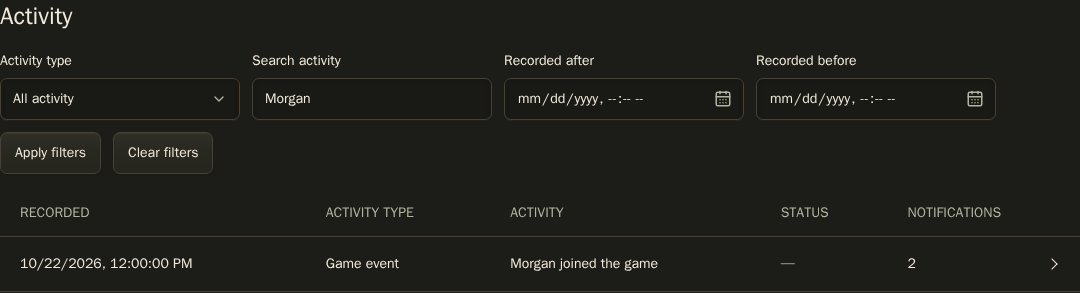 Activity
Activity type Search activity Recorded after Recorded before
All activity Morgan mm/dd/yyyy, --:-- -- mm/dd/yyyy, --:-- --
Apply filters Clear filters
RECORDED ACTIVITY TYPE ACTIVITY STATUS NOTIFICATIONS
10/22/2026, 12:00:00 PM Game event Morgan joined the game — 2